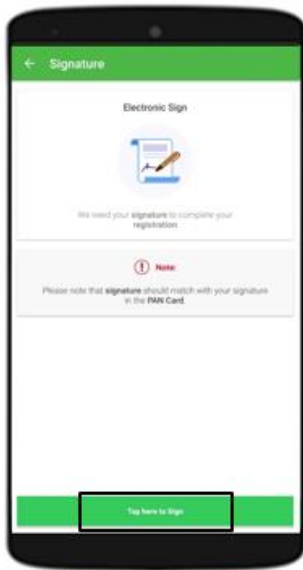 Signature
Electronic Sign
We need your signature to complete your
registration
Note
Please note that signature should match with your signature
in the PAN Card.
Tap here to Sign